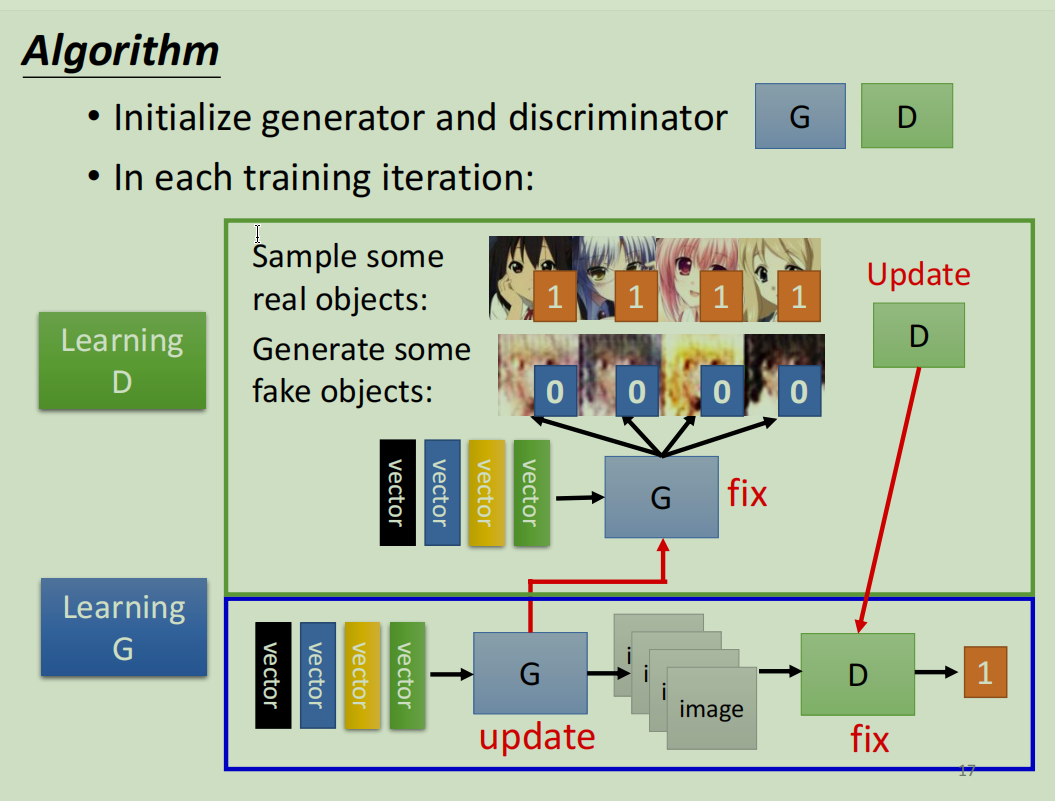 Algorithm
• Initialize generator and discriminator
G
D
• In each training iteration:
Learning
D
Sample some
real objects:
1
1
1
1
Update
D
Generate some
fake objects:
0
0
0
0
vector
vector
vector
vector
G
fix
Learning
G
vector
vector
vector
vector
G
update
i
i
i
image
D
fix
1
17